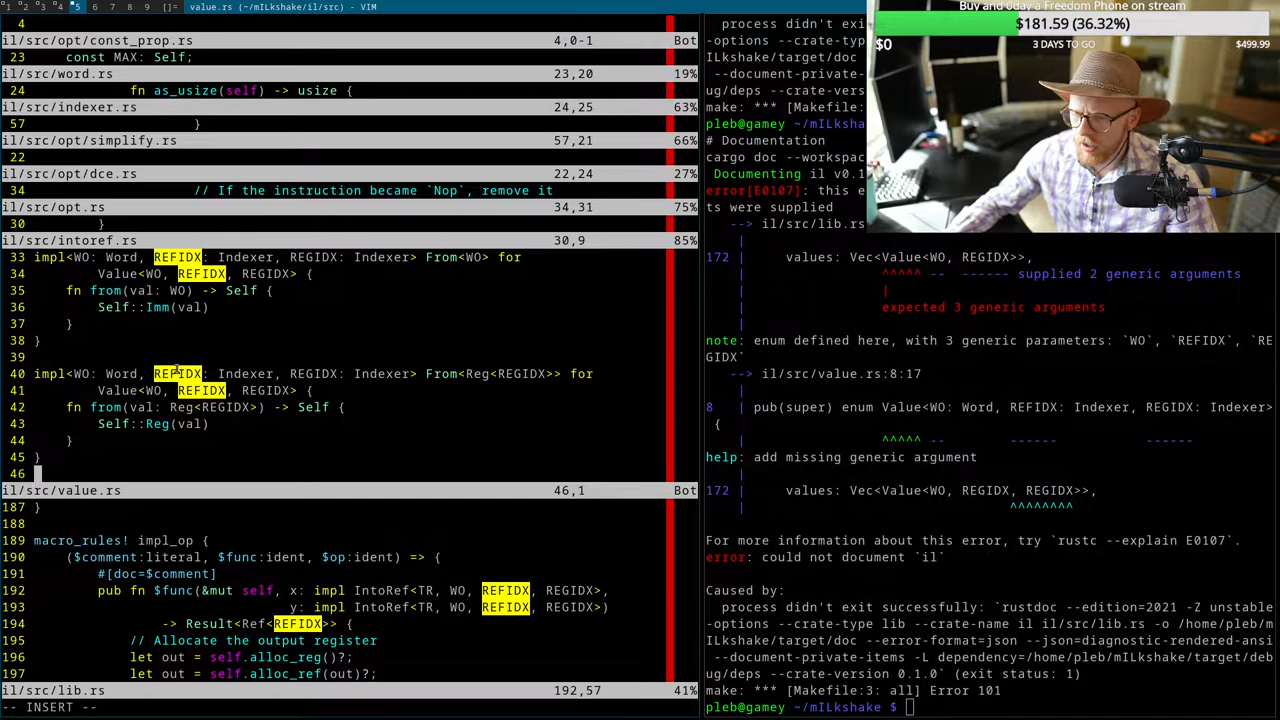 1 2 3 4 5 6 7 8 9 []= value.rs (~/mILkshake/il/src) - VIM
4
il/src/opt/const_prop.rs 4,0-1 Bot
23 const MAX: Self;
il/src/word.rs 23,20 19%
24 fn as_usize(self) -> usize {
il/src/indexer.rs 24,25 63%
57 }
il/src/opt/simplify.rs 57,21 66%
22
il/src/opt/dce.rs 22,24 27%
34 // If the instruction became `Nop`, remove it
il/src/opt.rs 34,31 75%
30 }
il/src/intoref.rs 30,9 85%
33 impl<WO: Word, REFIDX: Indexer, REGIDX: Indexer> From<WO> for
34 Value<WO, REFIDX, REGIDX> {
35 fn from(val: WO) -> Self {
36 Self::Imm(val)
37 }
38 }
39
40 impl<WO: Word, REFIDX: Indexer, REGIDX: Indexer> From<Reg<REGIDX>> for
41 Value<WO, REFIDX, REGIDX> {
42 fn from(val: Reg<REGIDX>) -> Self {
43 Self::Reg(val)
44 }
45 }
46
il/src/value.rs 46,1 Bot
187 }
188
189 macro_rules! impl_op {
190 ($comment:literal, $func:ident, $op:ident) => {
191 #[doc=$comment]
192 pub fn $func(&mut self, x: impl IntoRef<TR, WO, REFIDX, REGIDX>,
193 y: impl IntoRef<TR, WO, REFIDX, REGIDX>)
194 -> Result<Ref<REFIDX>> {
195 // Allocate the output register
196 let out = self.alloc_reg()?;
197 let out = self.alloc_ref(out)?;
il/src/lib.rs 192,57 41%
-- INSERT --
process didn't exit
-options --crate-type
ILkshake/target/doc
--document-private-
ug/deps --crate-vers
make: *** [Makefile:
pleb@gamey ~/mILksha
# Documentation
cargo doc --workspac
Documenting il v0.1
error[E0107]: this e
ts were supplied
--> il/src/lib.rs
|
172 | values: Vec<Value<WO, REGIDX>>,
| ^^^^^ -- ------ supplied 2 generic arguments
| |
| expected 3 generic arguments
|
note: enum defined here, with 3 generic parameters: `WO`, `REFIDX`, `RE
GIDX`
--> il/src/value.rs:8:17
|
8 | pub(super) enum Value<WO: Word, REFIDX: Indexer, REGIDX: Indexer>
{
| ^^^^^ -- ------ ------
help: add missing generic argument
|
172 | values: Vec<Value<WO, REGIDX, REGIDX>>,
| ^^^^^^^^
For more information about this error, try `rustc --explain E0107`.
error: could not document `il`
Caused by:
process didn't exit successfully: `rustdoc --edition=2021 -Z unstable
-options --crate-type lib --crate-name il il/src/lib.rs -o /home/pleb/m
ILkshake/target/doc --error-format=json --json=diagnostic-rendered-ansi
--document-private-items -L dependency=/home/pleb/mILkshake/target/deb
ug/deps --crate-version 0.1.0` (exit status: 1)
make: *** [Makefile:3: all] Error 101
pleb@gamey ~/mILkshake $
Buy and 0day a Freedom Phone on stream
$181.59 (36.32%)
$0 3 DAYS TO GO $499.99